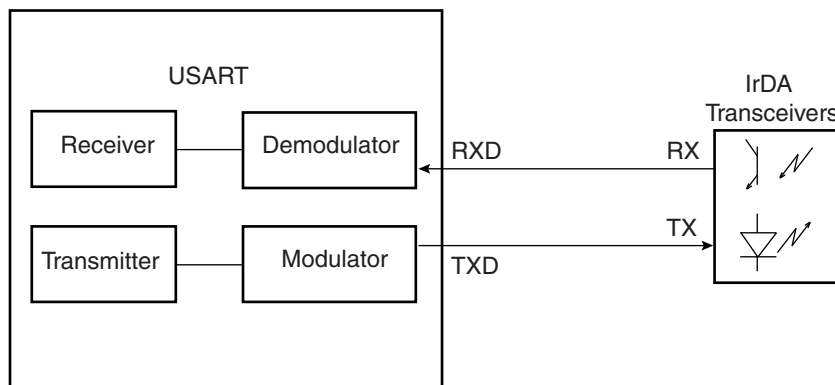 USART
IrDA
Transceivers
Receiver
Demodulator
RXD
RX
Transmitter
Modulator
TXD
TX